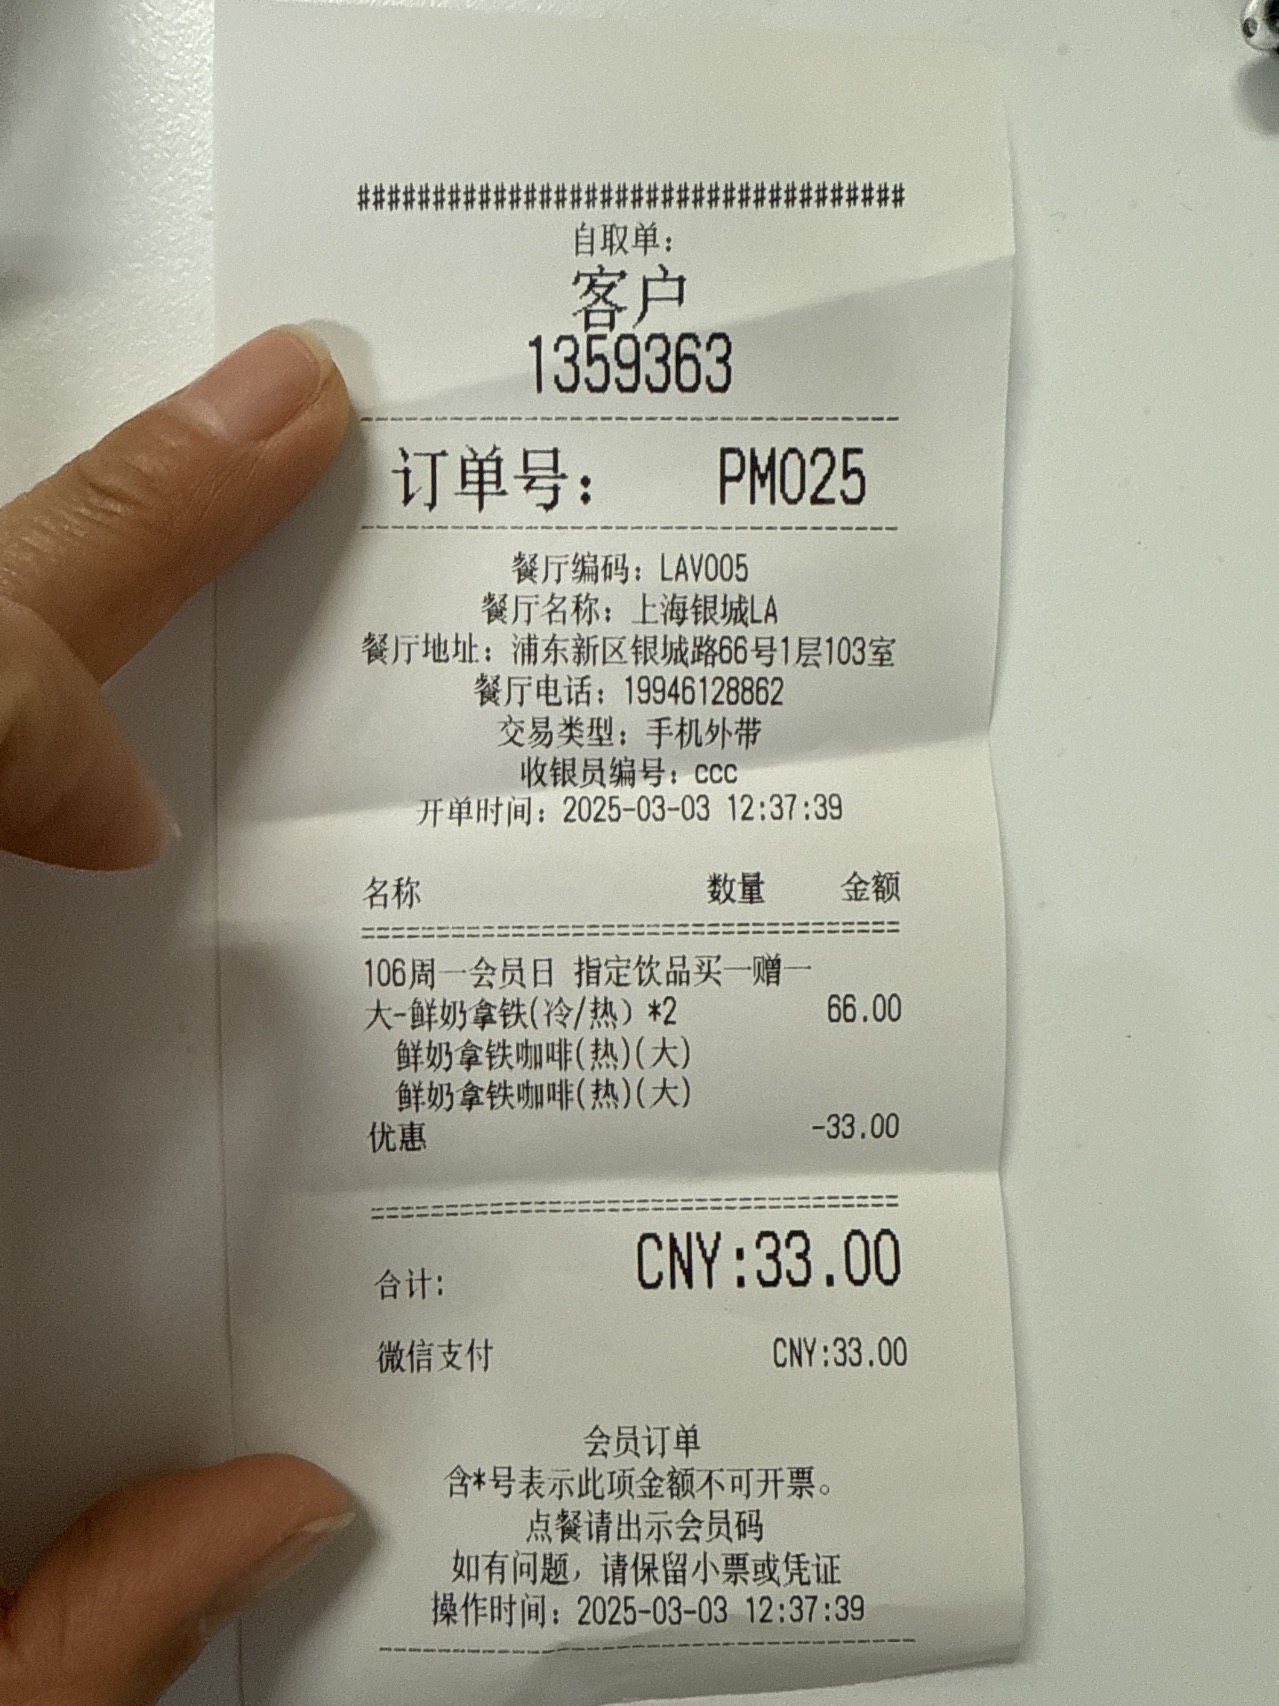 ####################################
自取单：
客户
1359363
------------------------------------
订单号： PM025
------------------------------------
餐厅编码：LAV005
餐厅名称：上海银城LA
餐厅地址：浦东新区银城路66号1层103室
餐厅电话：19946128862
交易类型：手机外带
收银员编号：ccc
开单时间：2025-03-03 12:37:39
名称 数量 金额
====================================
106周一会员日 指定饮品买一赠一
大-鲜奶拿铁(冷/热）*2 66.00
鲜奶拿铁咖啡(热)(大)
鲜奶拿铁咖啡(热)(大)
优惠 -33.00
====================================
合计: CNY:33.00
微信支付 CNY:33.00
会员订单
含*号表示此项金额不可开票。
点餐请出示会员码
如有问题，请保留小票或凭证
操作时间：2025-03-03 12:37:39
------------------------------------